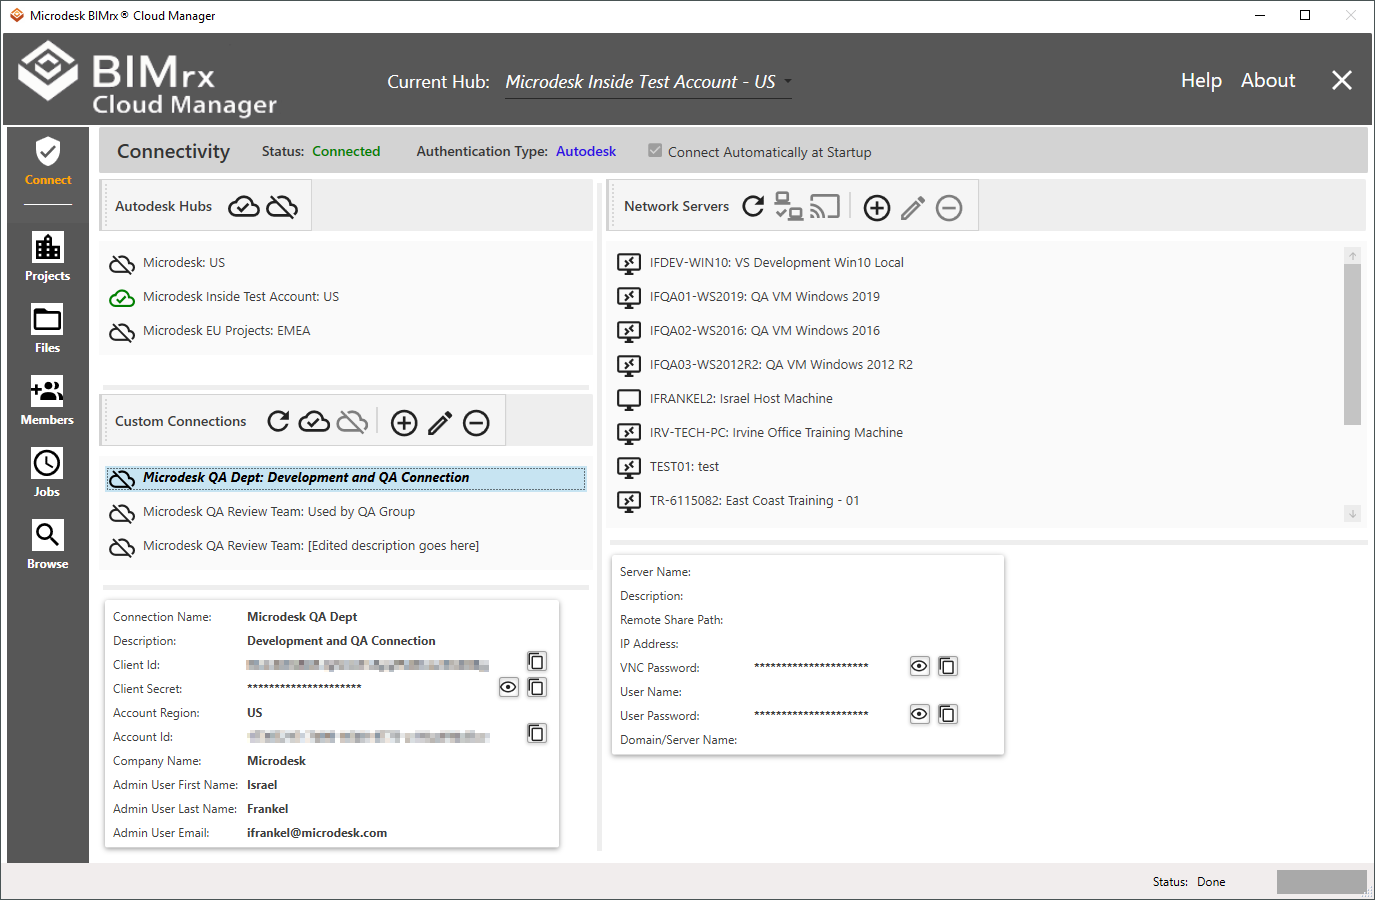 Microdesk BIMrx® Cloud Manager
BIMrx
Cloud Manager
Current Hub: Microdesk Inside Test Account - US
Help About
Connect
Projects
Files
Members
Jobs
Browse
Connectivity Status: Connected Authentication Type: Autodesk Connect Automatically at Startup
Autodesk Hubs
Microdesk: US
Microdesk Inside Test Account: US
Microdesk EU Projects: EMEA
Custom Connections
Microdesk QA Dept: Development and QA Connection
Microdesk QA Review Team: Used by QA Group
Microdesk QA Review Team: [Edited description goes here]
Connection Name: Microdesk QA Dept
Description: Development and QA Connection
Client Id:
Client Secret: *********************
Account Region: US
Account Id:
Company Name: Microdesk
Admin User First Name: Israel
Admin User Last Name: Frankel
Admin User Email: ifrankel@microdesk.com
Network Servers
IFDEV-WIN10: VS Development Win10 Local
IFQA01-WS2019: QA VM Windows 2019
IFQA02-WS2016: QA VM Windows 2016
IFQA03-WS2012R2: QA VM Windows 2012 R2
IFRANKEL2: Israel Host Machine
IRV-TECH-PC: Irvine Office Training Machine
TEST01: test
TR-6115082: East Coast Training - 01
Server Name:
Description:
Remote Share Path:
IP Address:
VNC Password: *********************
User Name:
User Password: *********************
Domain/Server Name:
Status: Done